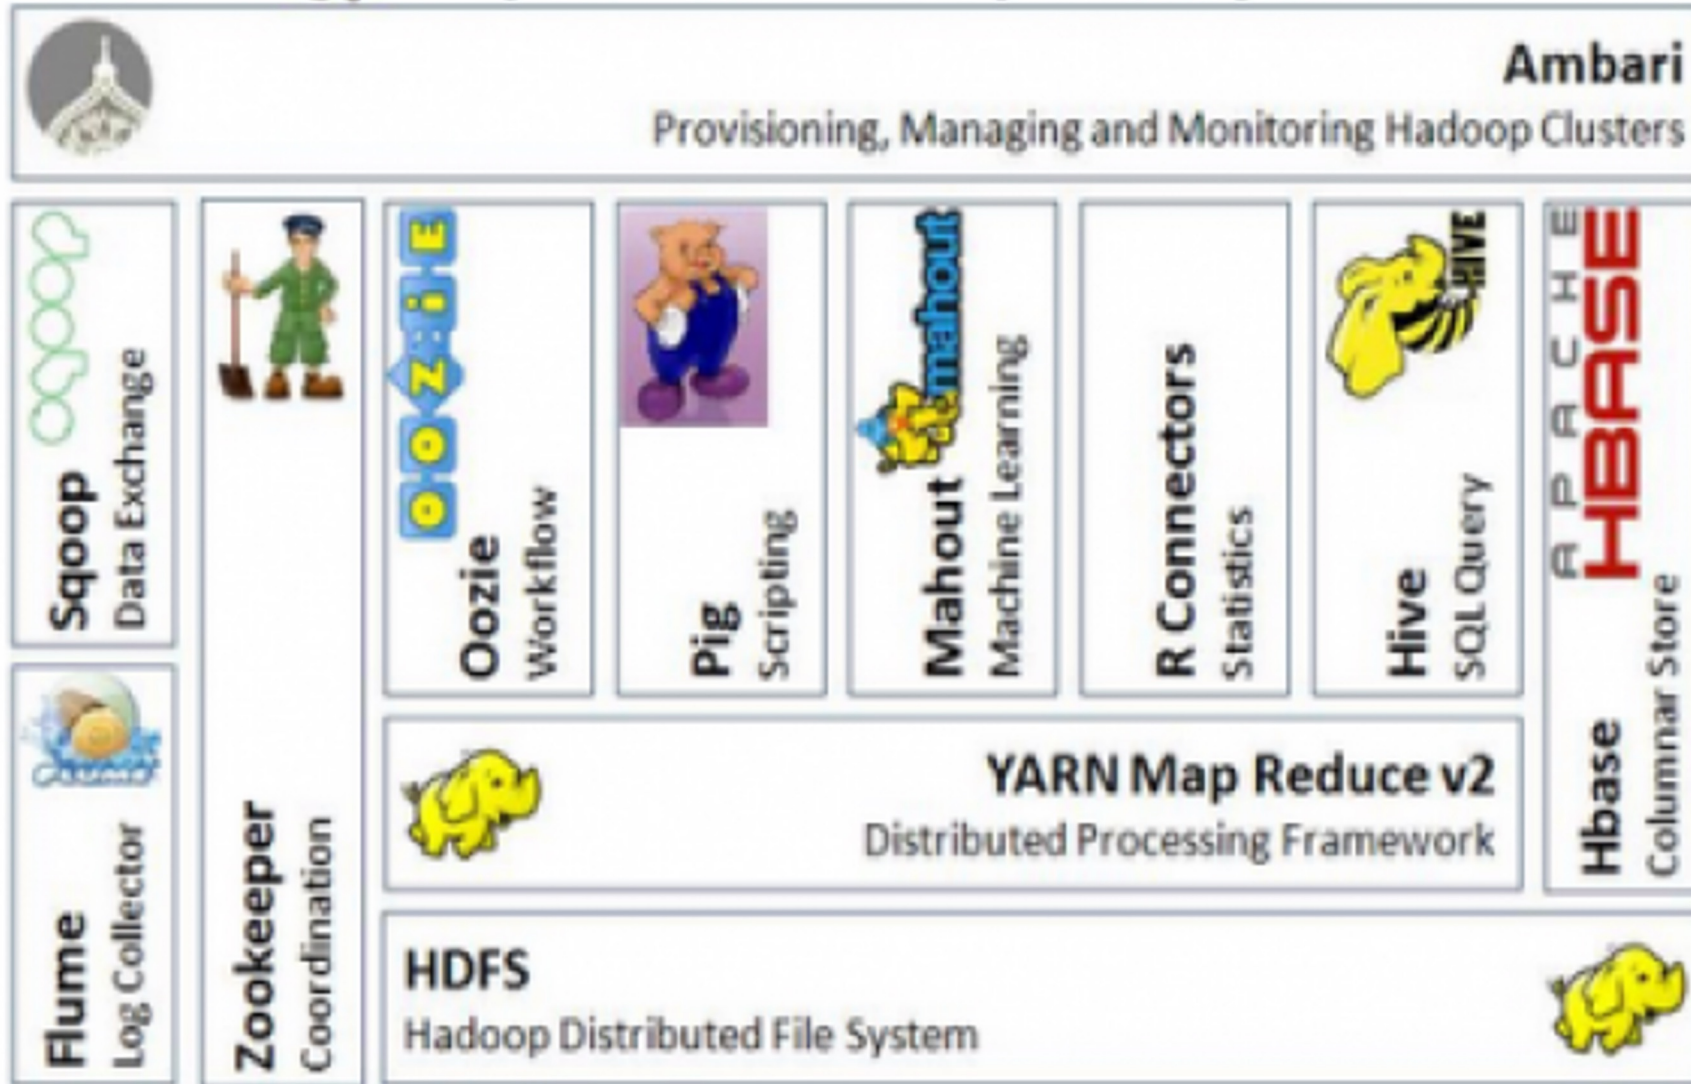 Ambari
Provisioning, Managing and Monitoring Hadoop Clusters
Sqoop
Data Exchange
Flume
Log Collector
FLUME
Zookeeper
Coordination
OOZiE
Oozie
Workflow
Pig
Scripting
mahout
Mahout
Machine Learning
R Connectors
Statistics
HIVE
Hive
SQL Query
APACHE
HBASE
Hbase
Columnar Store
YARN Map Reduce v2
Distributed Processing Framework
HDFS
Hadoop Distributed File System